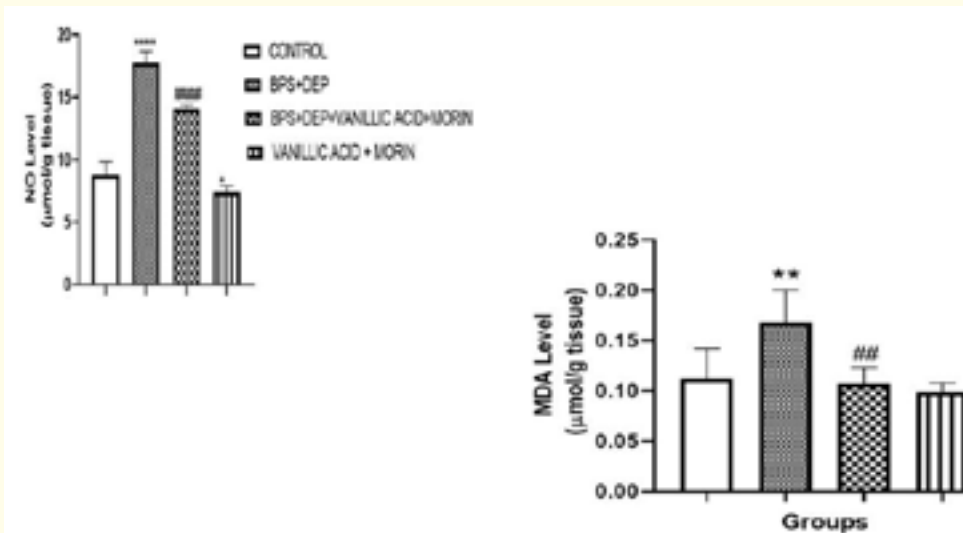 20
15
10
5
0
NO Level
(µmol/g tissue)
****
####
*
CONTROL
BPS+DEP
BPS+DEP+VANILLIC ACID+MORIN
VANILLIC ACID + MORIN
0.25
0.20
0.15
0.10
0.05
0.00
MDA Level
(µmol/g tissue)
**
##
Groups